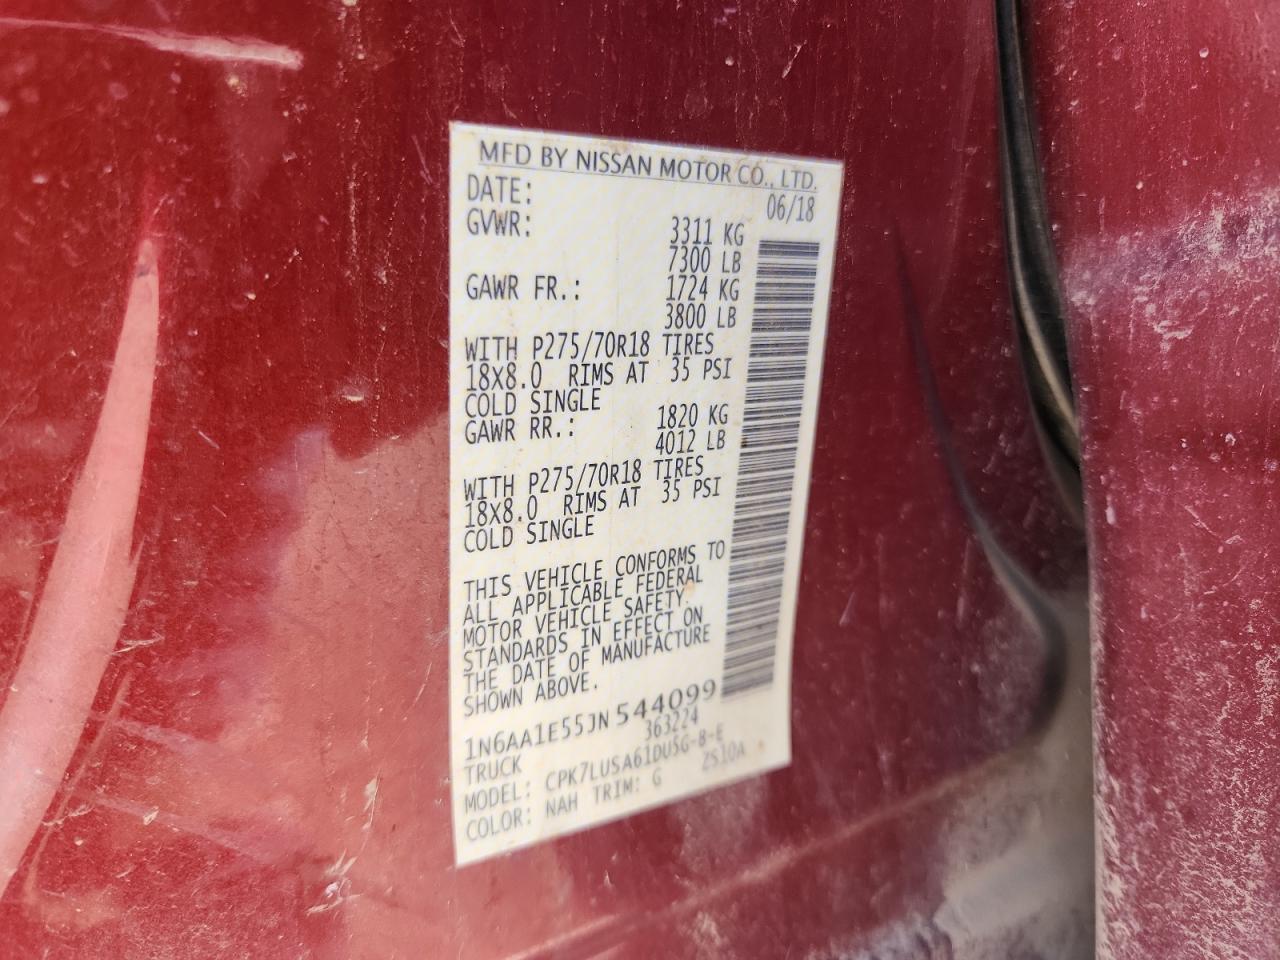 MFD BY NISSAN MOTOR CO., LTD.
DATE: 06/18
GVWR: 3311 KG
7300 LB
GAWR FR.: 1724 KG
3800 LB
WITH P275/70R18 TIRES
18X8.0 RIMS AT 35 PSI
COLD SINGLE
GAWR RR.: 1820 KG
4012 LB
WITH P275/70R18 TIRES
18X8.0 RIMS AT 35 PSI
COLD SINGLE
THIS VEHICLE CONFORMS TO
ALL APPLICABLE FEDERAL
MOTOR VEHICLE SAFETY
STANDARDS IN EFFECT ON
THE DATE OF MANUFACTURE
SHOWN ABOVE.
1N6AA1E55JN544099
TRUCK 363224
MODEL: CPK7LUSA61DU5G-B-E
COLOR: NAH TRIM: G ZS10A